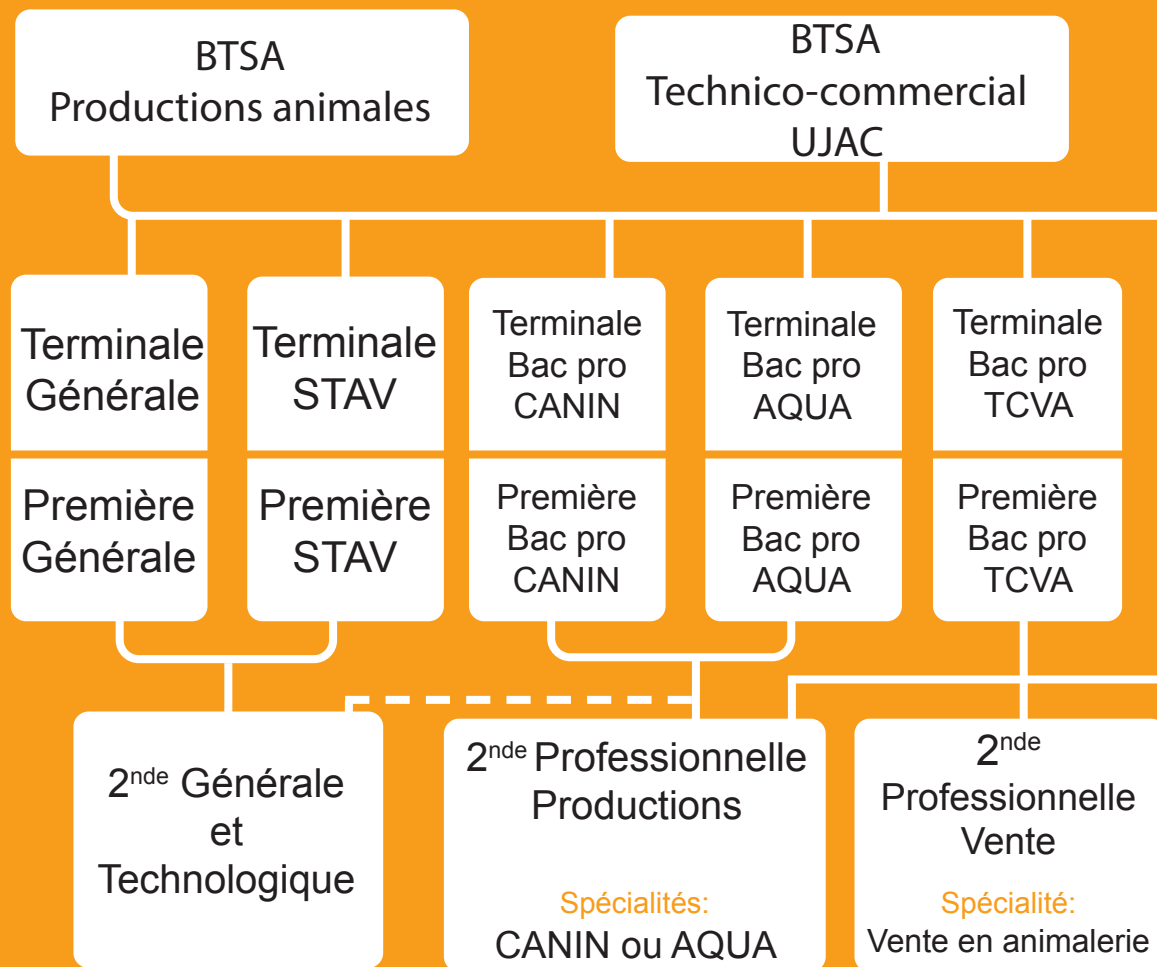 BTSA
Productions animales
BTSA
Technico-commercial
UJAC
Terminale
Générale
Terminale
STAV
Terminale
Bac pro
CANIN
Terminale
Bac pro
AQUA
Terminale
Bac pro
TCVA
Première
Générale
Première
STAV
Première
Bac pro
CANIN
Première
Bac pro
AQUA
Première
Bac pro
TCVA
2nde Générale
et
Technologique
2nde Professionnelle
Productions
Spécialités:
CANIN ou AQUA
2nde
Professionnelle
Vente
Spécialité:
Vente en animalerie